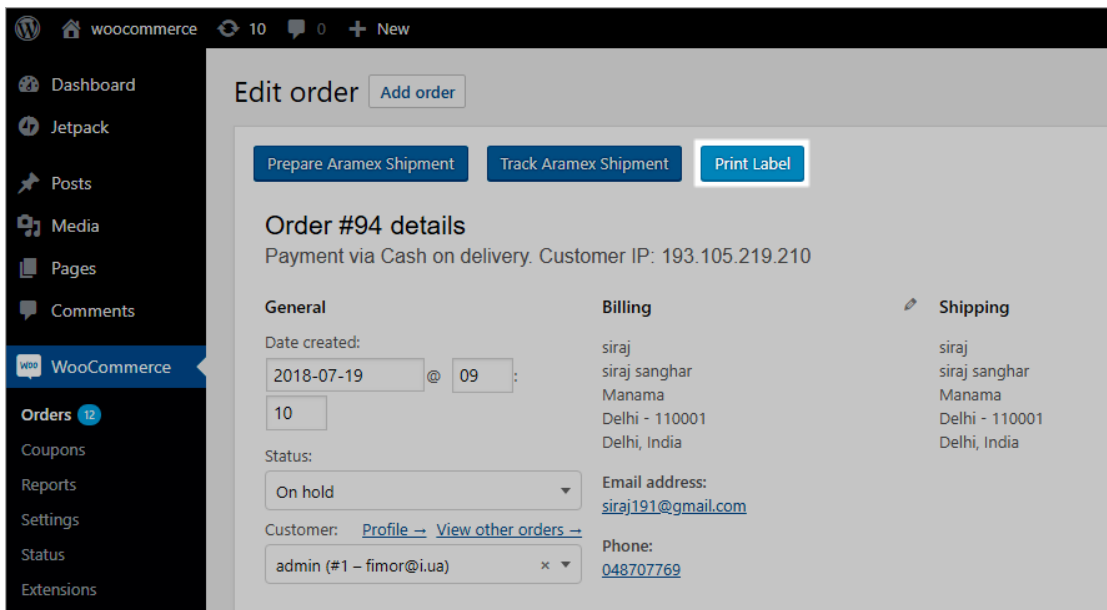 woocommerce 10 0 New
Dashboard
Jetpack
Posts
Media
Pages
Comments
WOO WooCommerce
Orders 12
Coupons
Reports
Settings
Status
Extensions
Edit order Add order
Prepare Aramex Shipment Track Aramex Shipment Print Label
Order #94 details
Payment via Cash on delivery. Customer IP: 193.105.219.210
General
Date created:
2018-07-19 @ 09 :
10
Status:
On hold
Customer: Profile → View other orders →
admin (#1 – fimor@i.ua) ×
Billing
siraj
siraj sanghar
Manama
Delhi - 110001
Delhi, India
Email address:
siraj191@gmail.com
Phone:
048707769
Shipping
siraj
siraj sanghar
Manama
Delhi - 110001
Delhi, India